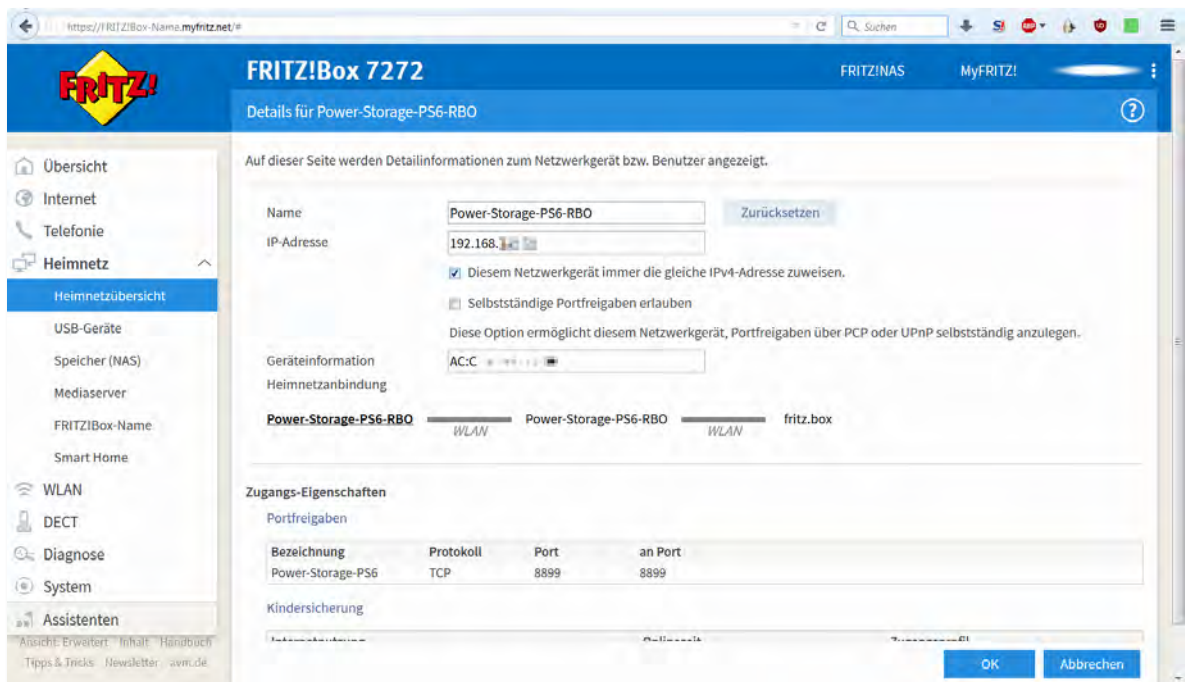 https://FRITZ!Box-Name.myfritz.net/#
Suchen
FRITZ!
FRITZ!Box 7272
FRITZ!NAS
MyFRITZ!
Details für Power-Storage-PS6-RBO
Übersicht
Internet
Telefonie
Heimnetz
Heimnetzübersicht
USB-Geräte
Speicher (NAS)
Mediaserver
FRITZ!Box-Name
Smart Home
WLAN
DECT
Diagnose
System
Assistenten
Ansicht: Erweitert Inhalt Handbuch
Tipps & Tricks Newsletter avm.de
Auf dieser Seite werden Detailinformationen zum Netzwerkgerät bzw. Benutzer angezeigt.
Name Power-Storage-PS6-RBO Zurücksetzen
IP-Adresse 192.168.
Diesem Netzwerkgerät immer die gleiche IPv4-Adresse zuweisen.
Selbstständige Portfreigaben erlauben
Diese Option ermöglicht diesem Netzwerkgerät, Portfreigaben über PCP oder UPnP selbstständig anzulegen.
Geräteinformation AC:C
Heimnetzanbindung
Power-Storage-PS6-RBO WLAN Power-Storage-PS6-RBO WLAN fritz.box
Zugangs-Eigenschaften
Portfreigaben
Bezeichnung Protokoll Port an Port
Power-Storage-PS6 TCP 8899 8899
Kindersicherung
Internetnutzung Onlinezeit Zugangsprofil
OK Abbrechen